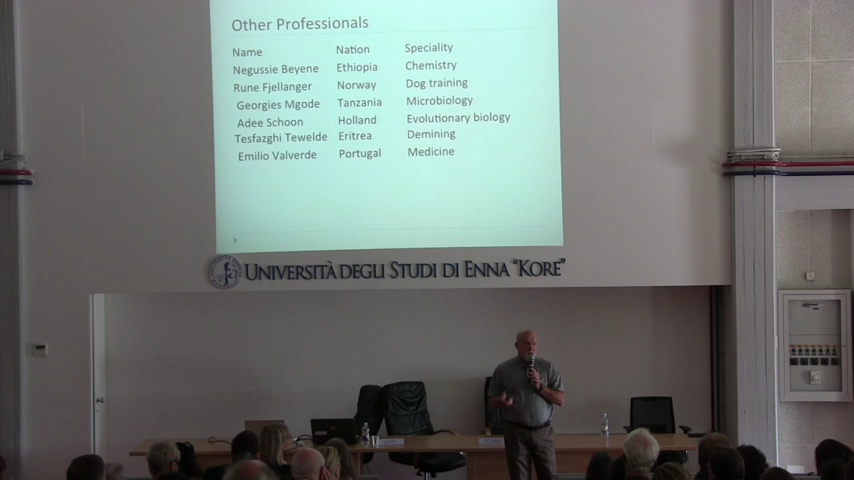 Other Professionals
Name Nation Speciality
Negussie Beyene Ethiopia Chemistry
Rune Fjellanger Norway Dog training
Georgies Mgode Tanzania Microbiology
Adee Schoon Holland Evolutionary biology
Tesfazghi Tewelde Eritrea Demining
Emilio Valverde Portugal Medicine
UNIVERSITÀ DEGLI STUDI DI ENNA "KORE"